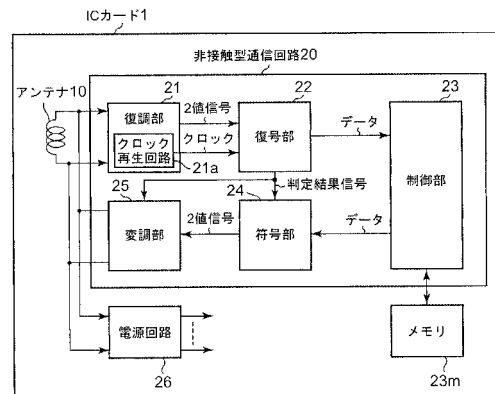 ICカード1
非接触型通信回路20
アンテナ10
21
復調部
クロック
再生回路
21a
2値信号
クロック
22
復号部
データ
23
制御部
判定結果信号
25
変調部
2値信号
24
符号部
データ
電源回路
26
メモリ
23m